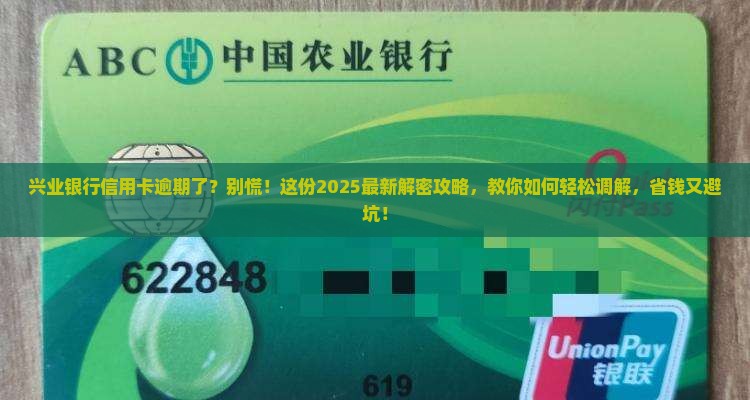 ABC 中国农业银行
兴业银行信用卡逾期了？别慌！这份2025最新解密攻略，教你如何轻松调解，省钱又避
坑！
闪付Pass
622848
UnionPay
银联
619